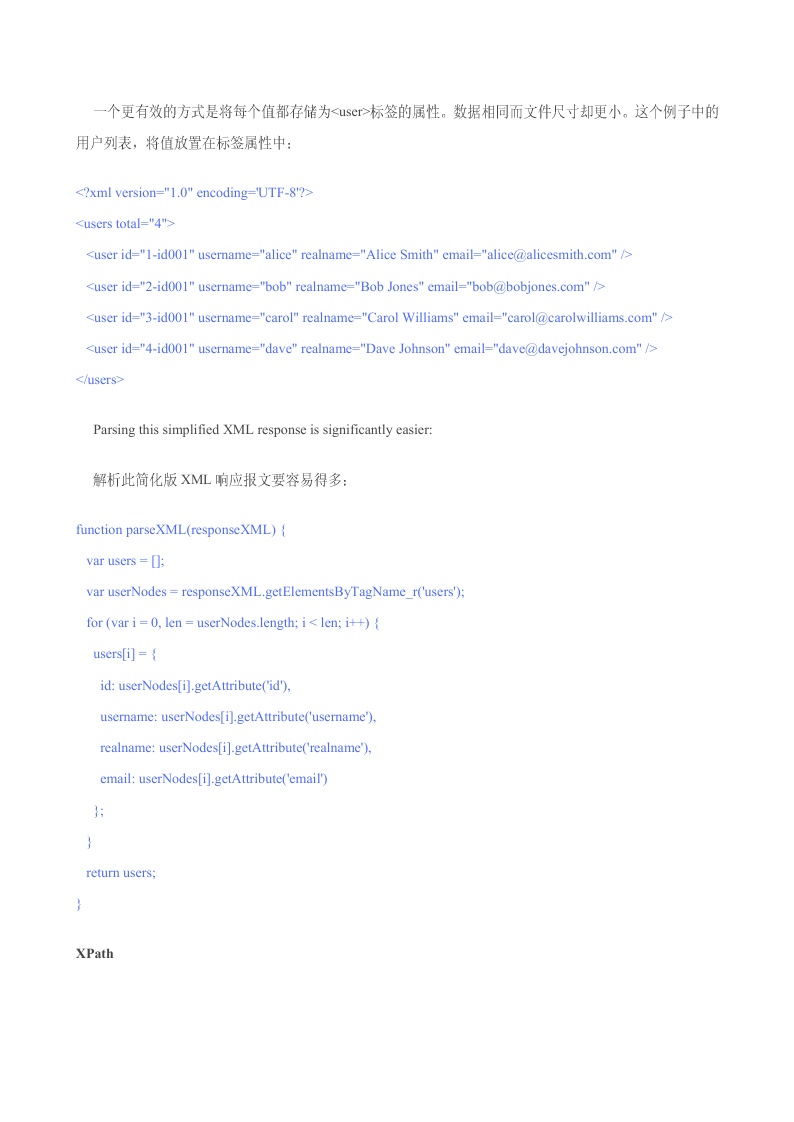 一个更有效的方式是将每个值都存储为<user>标签的属性。数据相同而文件尺寸却更小。这个例子中的
用户列表，将值放置在标签属性中：
<?xml version="1.0" encoding='UTF-8'?>
<users total="4">
<user id="1-id001" username="alice" realname="Alice Smith" email="alice@alicesmith.com" />
<user id="2-id001" username="bob" realname="Bob Jones" email="bob@bobjones.com" />
<user id="3-id001" username="carol" realname="Carol Williams" email="carol@carolwilliams.com" />
<user id="4-id001" username="dave" realname="Dave Johnson" email="dave@davejohnson.com" />
</users>
Parsing this simplified XML response is significantly easier:
解析此简化版 XML 响应报文要容易得多：
function parseXML(responseXML) {
var users = [];
var userNodes = responseXML.getElementsByTagName_r('users');
for (var i = 0, len = userNodes.length; i < len; i++) {
users[i] = {
id: userNodes[i].getAttribute('id'),
username: userNodes[i].getAttribute('username'),
realname: userNodes[i].getAttribute('realname'),
email: userNodes[i].getAttribute('email')
};
}
return users;
}
XPath